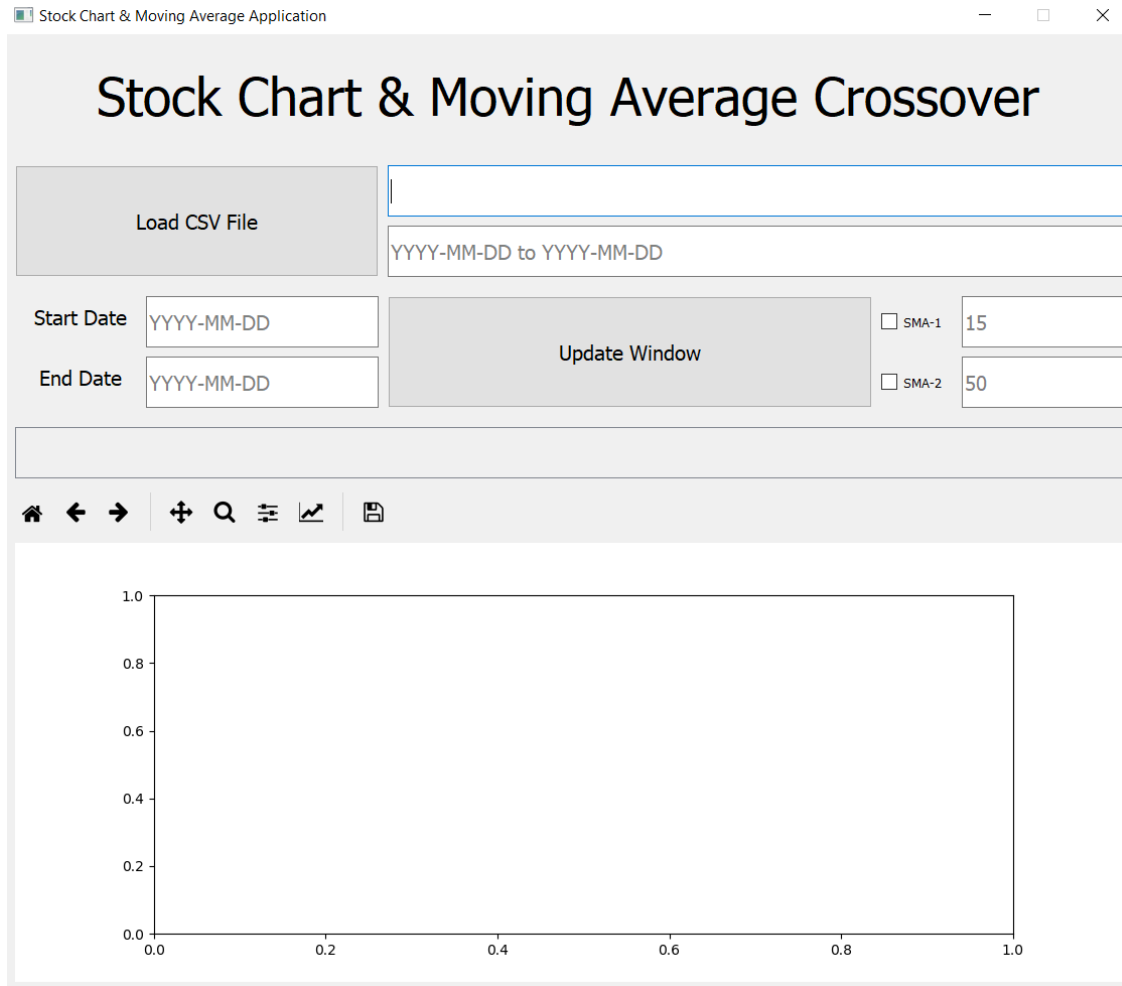 Stock Chart & Moving Average Application
Stock Chart & Moving Average Crossover
Load CSV File
YYYY-MM-DD to YYYY-MM-DD
Start Date
YYYY-MM-DD
Update Window
SMA-1
15
End Date
YYYY-MM-DD
SMA-2
50
1.0
0.8
0.6
0.4
0.2
0.0
0.0 0.2 0.4 0.6 0.8 1.0